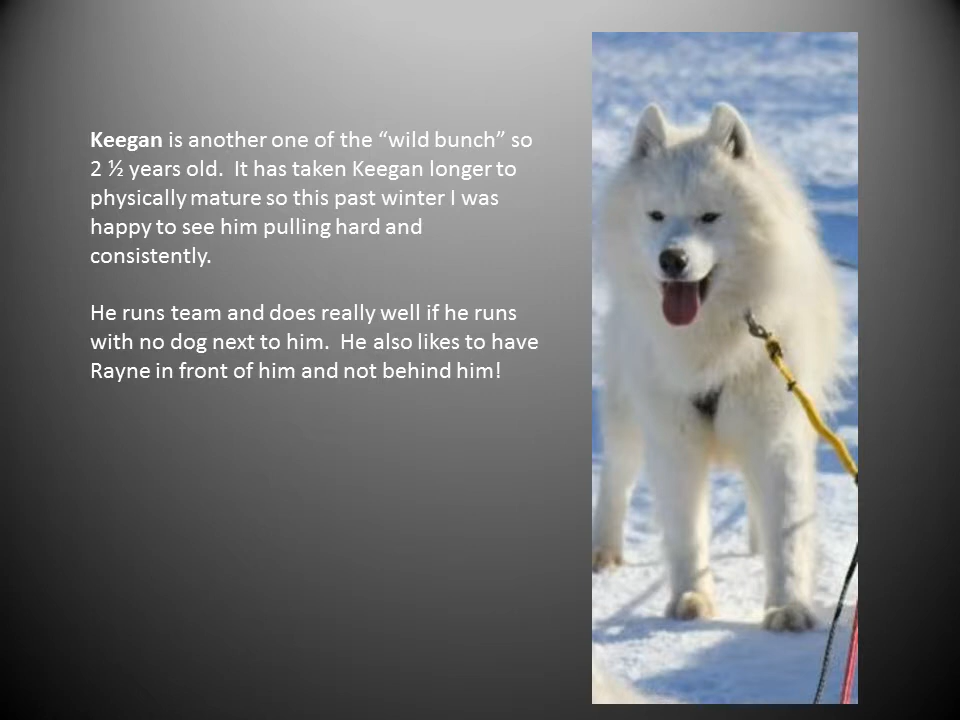 Keegan is another one of the “wild bunch” so
2 ½ years old.  It has taken Keegan longer to
physically mature so this past winter I was
happy to see him pulling hard and
consistently.
He runs team and does really well if he runs
with no dog next to him.  He also likes to have
Rayne in front of him and not behind him!